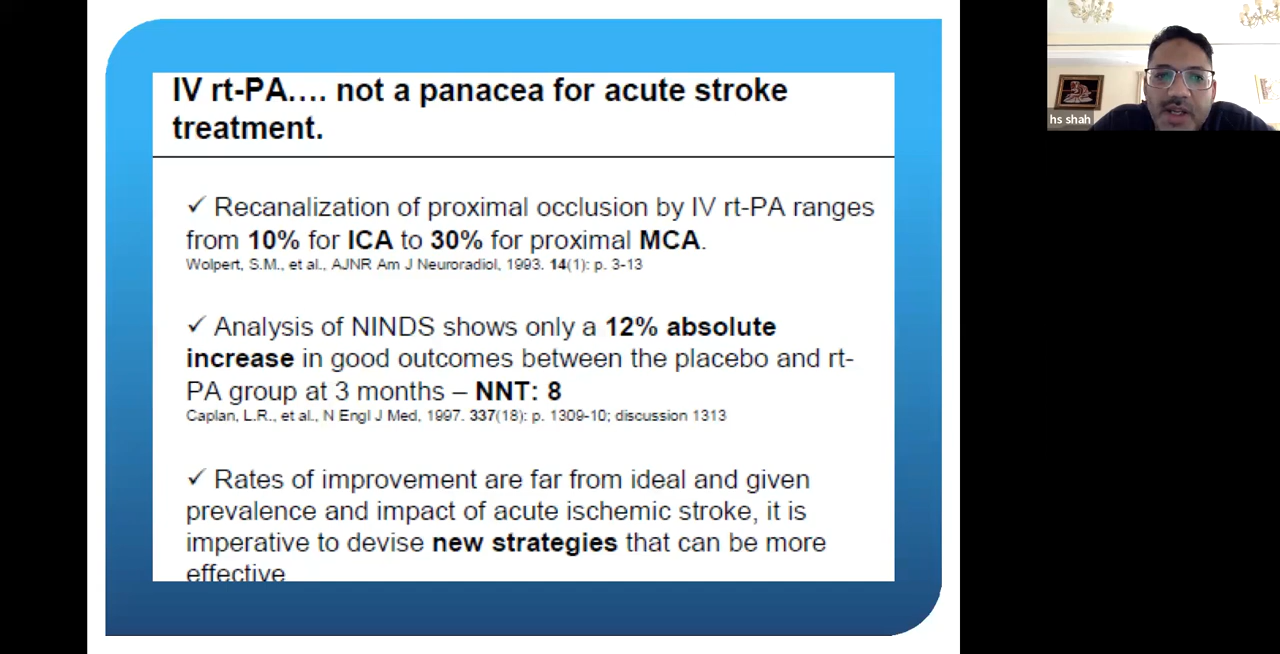 IV rt-PA.... not a panacea for acute stroke
treatment.
✓ Recanalization of proximal occlusion by IV rt-PA ranges
from 10% for ICA to 30% for proximal MCA.
Wolpert, S.M., et al., AJNR Am J Neuroradiol, 1993. 14(1): p. 3-13
✓ Analysis of NINDS shows only a 12% absolute
increase in good outcomes between the placebo and rt-
PA group at 3 months – NNT: 8
Caplan, L.R., et al., N Engl J Med, 1997. 337(18): p. 1309-10; discussion 1313
✓ Rates of improvement are far from ideal and given
prevalence and impact of acute ischemic stroke, it is
imperative to devise new strategies that can be more
effective
hs shah